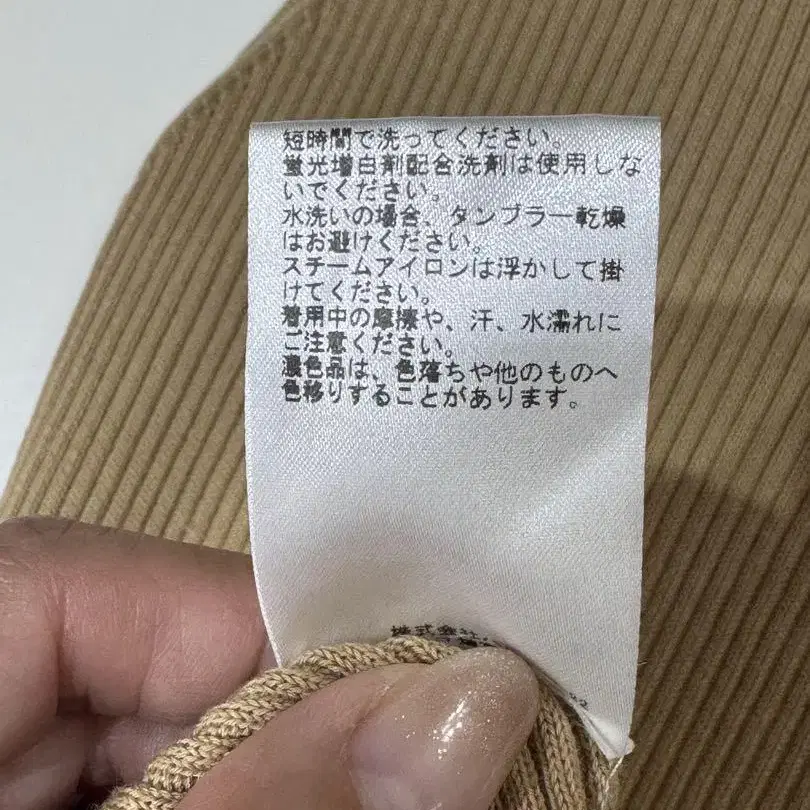 短時間で洗ってください。
蛍光増白剤配合洗剤は使用しな
いでください。
水洗いの場合、タンブラー乾燥
はお避けください。
スチームアイロンは浮かして掛
けてください。
着用中の摩擦や、汗、水濡れに
ご注意ください。
濃色品は、色落ちや他のものへ
色移りすることがあります。
株式会社